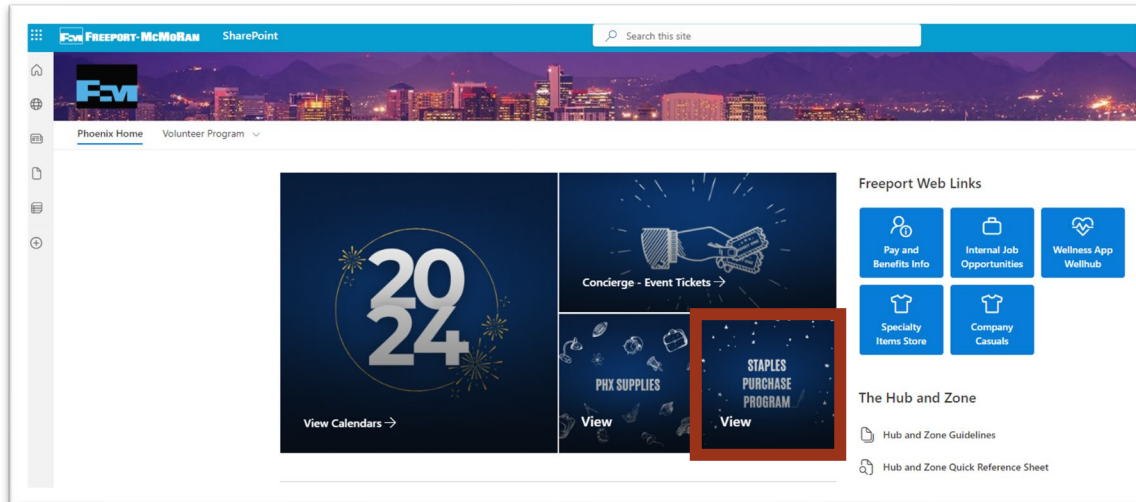 FREEPORT-McMoRAN SharePoint
Search this site
FCX
Phoenix Home Volunteer Program
2024
View Calendars →
Concierge - Event Tickets →
PHX SUPPLIES
View
STAPLES
PURCHASE
PROGRAM
View
Freeport Web Links
Pay and
Benefits Info
Internal Job
Opportunities
Wellness App
Wellhub
Specialty
Items Store
Company
Casuals
The Hub and Zone
Hub and Zone Guidelines
Hub and Zone Quick Reference Sheet